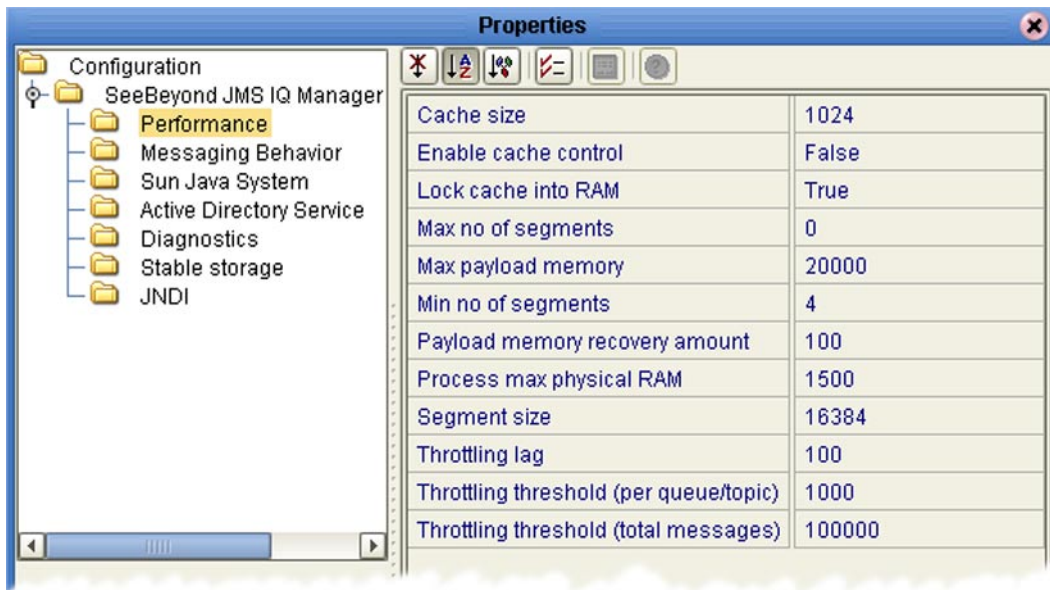 Properties
Configuration
SeeBeyond JMS IQ Manager
Performance
Messaging Behavior
Sun Java System
Active Directory Service
Diagnostics
Stable storage
JNDI
Cache size 1024
Enable cache control False
Lock cache into RAM True
Max no of segments 0
Max payload memory 20000
Min no of segments 4
Payload memory recovery amount 100
Process max physical RAM 1500
Segment size 16384
Throttling lag 100
Throttling threshold (per queue/topic) 1000
Throttling threshold (total messages) 100000